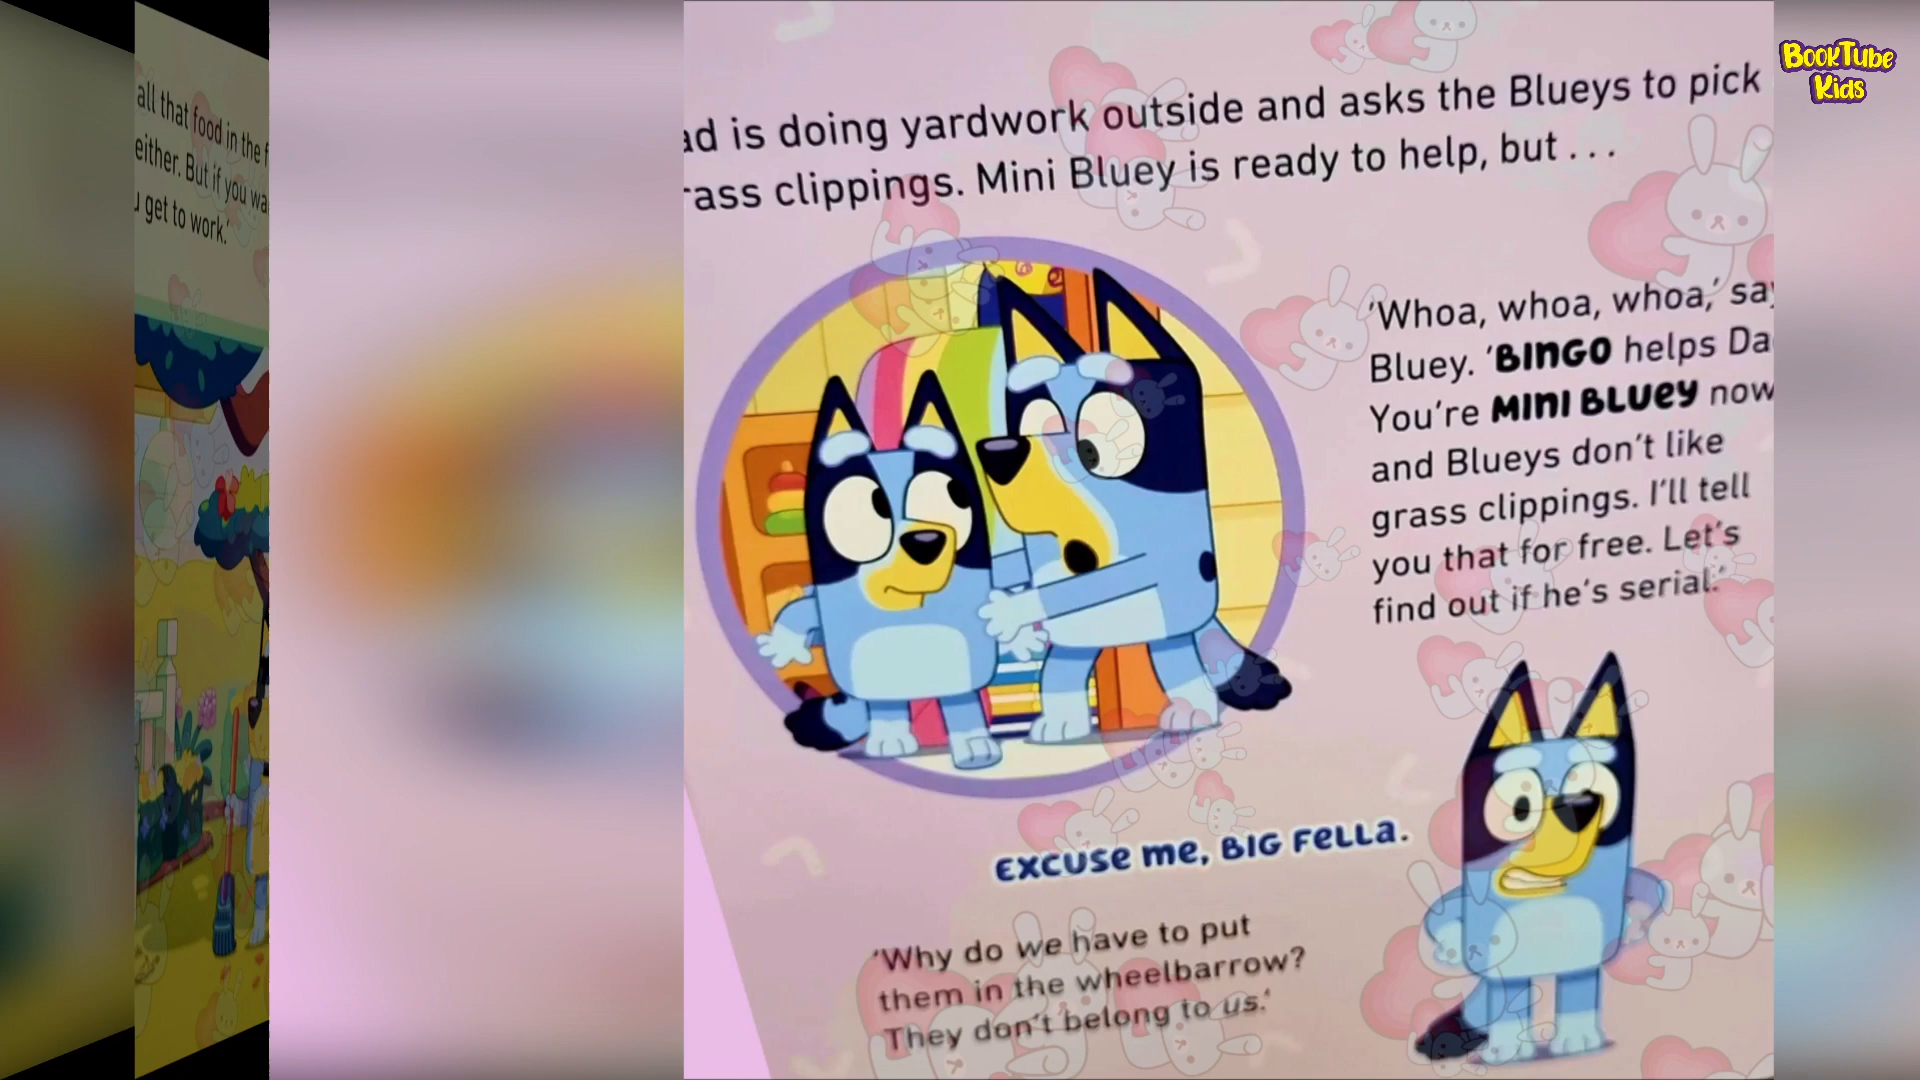 all that food in the
either. But if you wa
get to work.'
ad is doing yardwork outside and asks the Blueys to pick
rass clippings. Mini Bluey is ready to help, but . . .
'Whoa, whoa, whoa,' say
Bluey. 'BINGO helps Da
You're MINI BLUEY now
and Blueys don't like
grass clippings. I'll tell
you that for free. Let's
find out if he's serial.'
EXCUSE me, BIG FELLA.
'Why do we have to put
them in the wheelbarrow?
They don't belong to us.'
BookTube
Kids